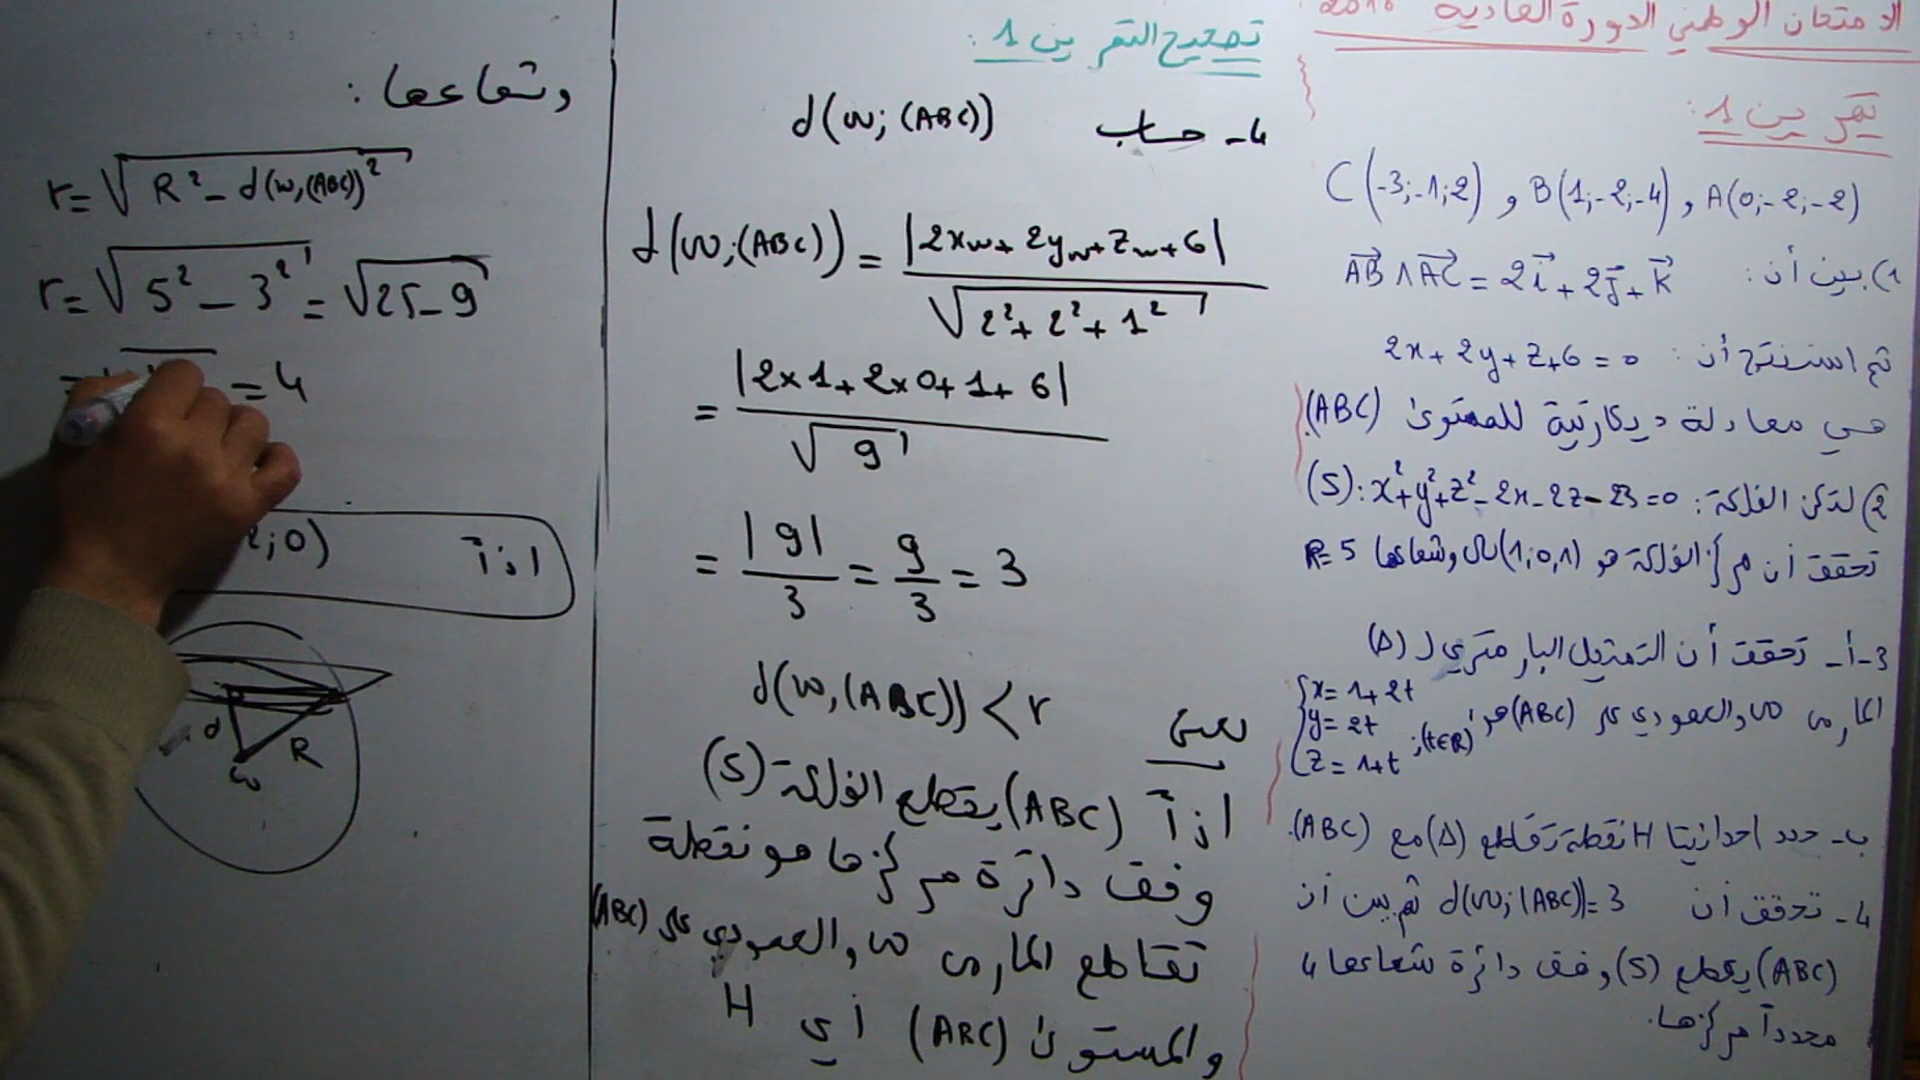 الامتحان الوطني الدورة العادية
تمرين 1:
C(-3;-1;2) , B(1;-2;-4) , A(0;-2;-2)
1) بين أن: AB∧AC = 2i + 2j + k
ثم استنتج أن: 2x + 2y + z + 6 = 0
هي معادلة ديكارتية للمستوى (ABC).
2) لتكن الفلكة: (S): x²+y²+z²-2x-2z-23=0
تحقق أن مركز الفلكة هو Ω(1;0;1) وشعاعها R=5
3-أ- تحقق أن التمثيل البارمتري ل (Δ)
المار من ω والعمودي على (ABC) هو: {x=1+2t y=2t z=1+t ;(t∈R)
ب- حدد احداثيتا H نقطة تقاطع (Δ) مع (ABC).
4- تحقق أن d(ω;(ABC))=3 ثم بين أن
(ABC) يقطع (S) وفق دائرة شعاعها 4
محددا مركزها.
تصحيح التمرين 1:
4- حساب d(ω;(ABC))
d(ω;(ABC)) = |2xω+2yω+zω+6| / √(2²+2²+1²)
= |2×1+2×0+1+6| / √9
= |9|/3 = 9/3 = 3
d(ω,(ABC)) < r
اذا (ABC) يقطع الفلكة (S)
وفق دائرة مركزها هو نقطة
تقاطع المار من ω والعمودي على (ABC)
والمستوى (ABC) أي H
وشعاعها:
r = √(R² - d(ω,(ABC))²)
r = √(5² - 3²) = √(25-9)
= 4
اذا ;0)
d
R
ω